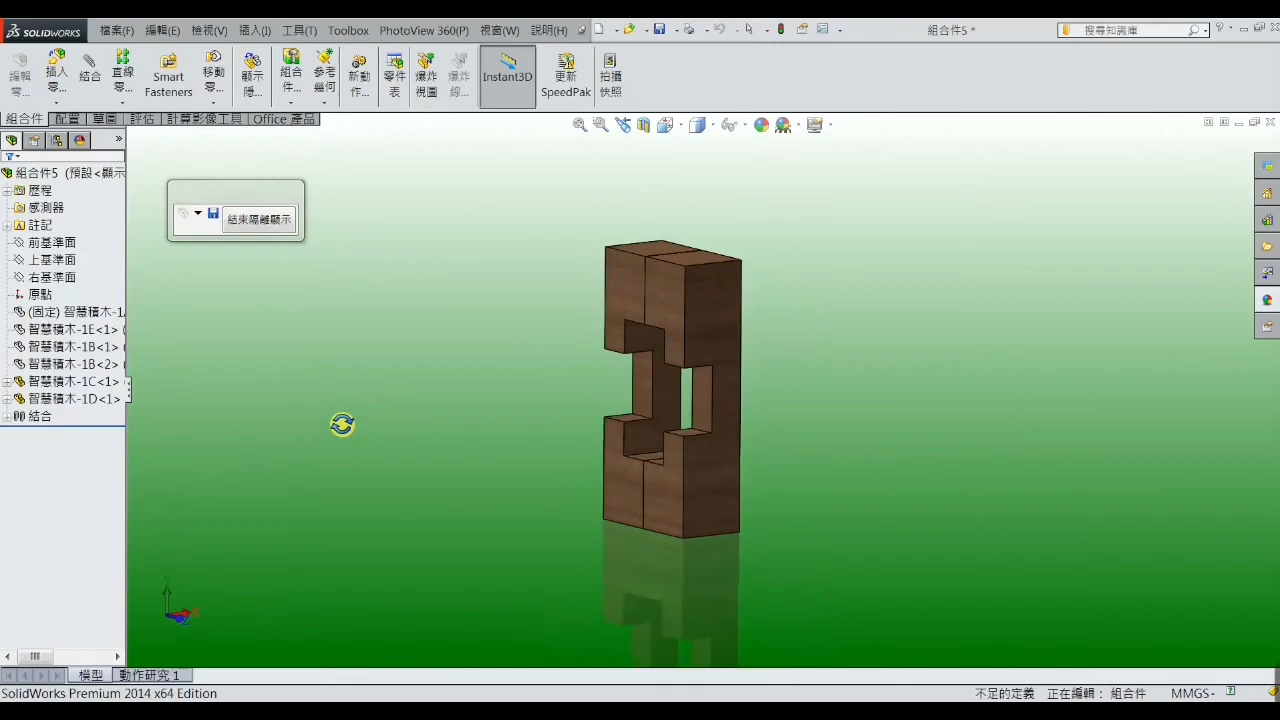 SOLIDWORKS
檔案(F) 編輯(E) 檢視(V) 插入(I) 工具(T) Toolbox PhotoView 360(P) 視窗(W) 說明(H)
組合件5 *
搜尋知識庫
編輯零...
插入零...
結合
直線零...
Smart Fasteners
移動零...
顯示隱...
組合件...
參考幾何
新動作...
零件表
爆炸視圖
爆炸線...
Instant3D
更新 SpeedPak
拍攝快照
組合件 配置 草圖 評估 計算影像工具 Office 產品
組合件5 (預設<顯示
歷程
感測器
註記
前基準面
上基準面
右基準面
原點
(固定) 智慧積木-1
智慧積木-1E<1> (
智慧積木-1B<1> (
智慧積木-1B<2> (
智慧積木-1C<1>
智慧積木-1D<1>
結合
結束隔離顯示
模型 動作研究 1
SolidWorks Premium 2014 x64 Edition
不足的定義 正在編輯： 組合件 MMGS